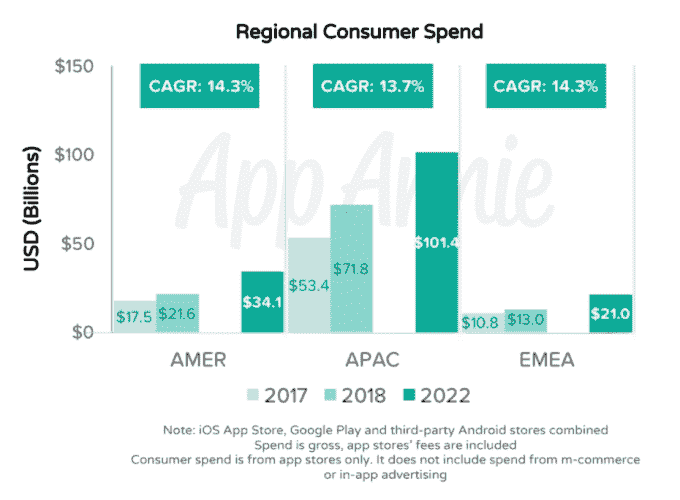 Regional Consumer Spend
USD (Billions)
$150
$100
$50
$0
CAGR: 14.3%
CAGR: 13.7%
CAGR: 14.3%
App Annie
$17.5
$21.6
$34.1
$53.4
$71.8
$101.4
$10.8
$13.0
$21.0
AMER
APAC
EMEA
2017
2018
2022
Note: iOS App Store, Google Play and third-party Android stores combined
Spend is gross, app stores' fees are included
Consumer spend is from app stores only. It does not include spend from m-commerce
or in-app advertising